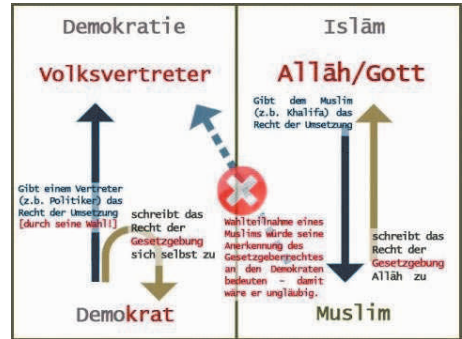 Demokratie
Volksvertreter
Gibt einem Vertreter
(z.b. Politiker) das
Recht der Umsetzung
[durch seine Wahl!]
schreibt das
Recht der
Gesetzgebung
sich selbst zu
Demokrat
Islām
Allāh/Gott
Gibt dem Muslim
(z.b. Khalifa) das
Recht der Umsetzung
Wahlteilnahme eines
Muslims würde seine
Anerkennung des
Gesetzgeberrechtes
an den Demokraten
bedeuten - damit
wäre er ungläubig.
schreibt das
Recht der
Gesetzgebung
Allāh zu
Muslim